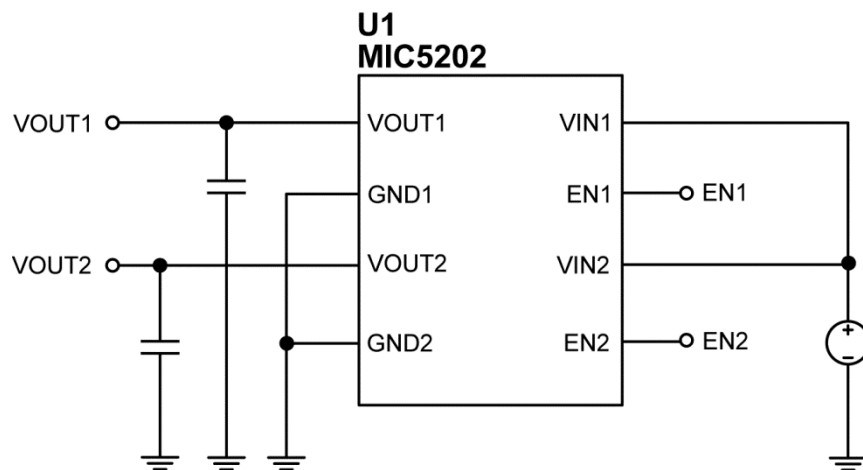 U1
MIC5202
VOUT1
VOUT1
VIN1
GND1
EN1
EN1
VOUT2
VOUT2
VIN2
GND2
EN2
EN2
+
−